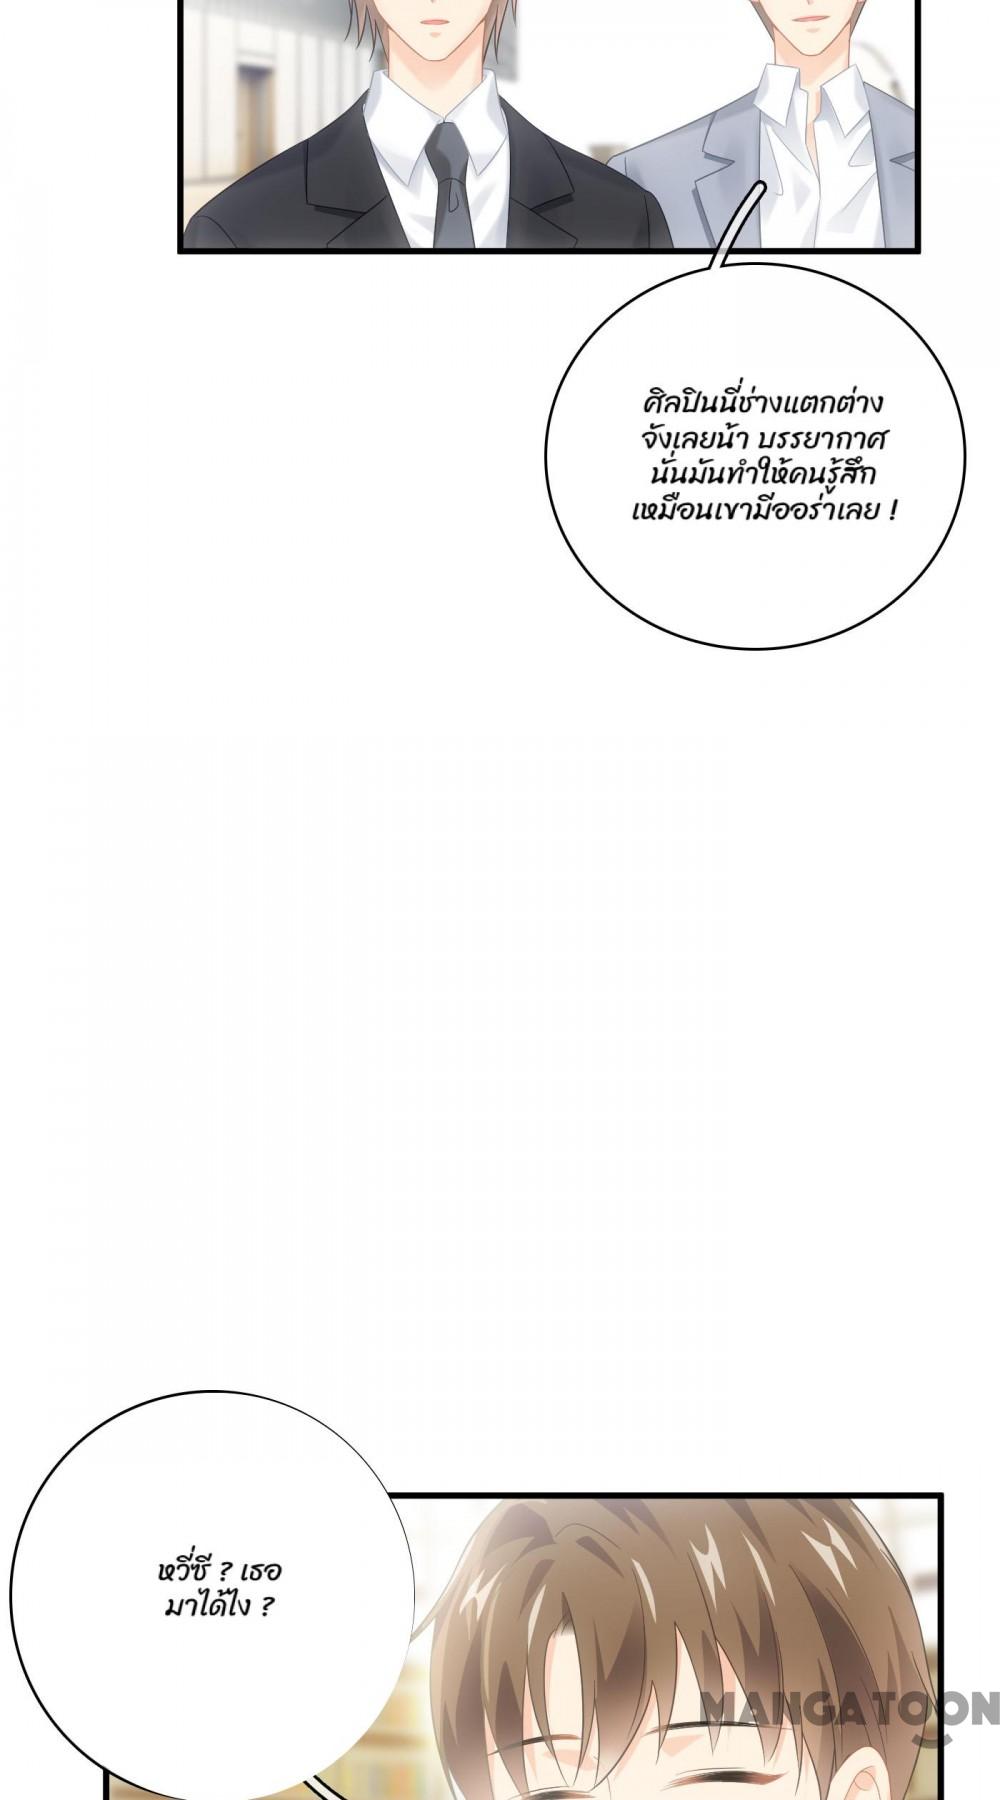 ศิลปินนี่ช่างแตกต่าง
จังเลยน้า บรรยากาศ
นั่นมันทำให้คนรู้สึก
เหมือนเขามีออร่าเลย !
หวี่ซี ? เธอ
มาได้ไง ?
MANGATOON